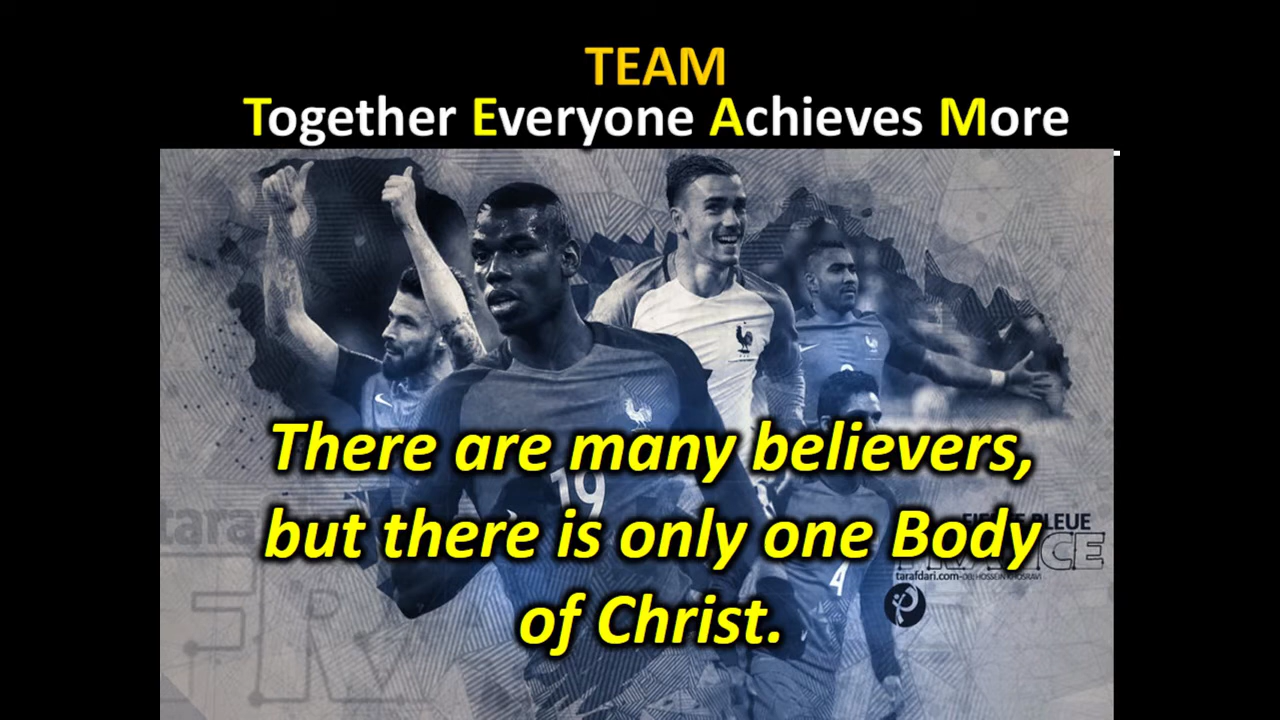 TEAM
Together Everyone Achieves More
There are many believers,
19
but there is only one Body
of Christ.
4
tarafdari.com
FR